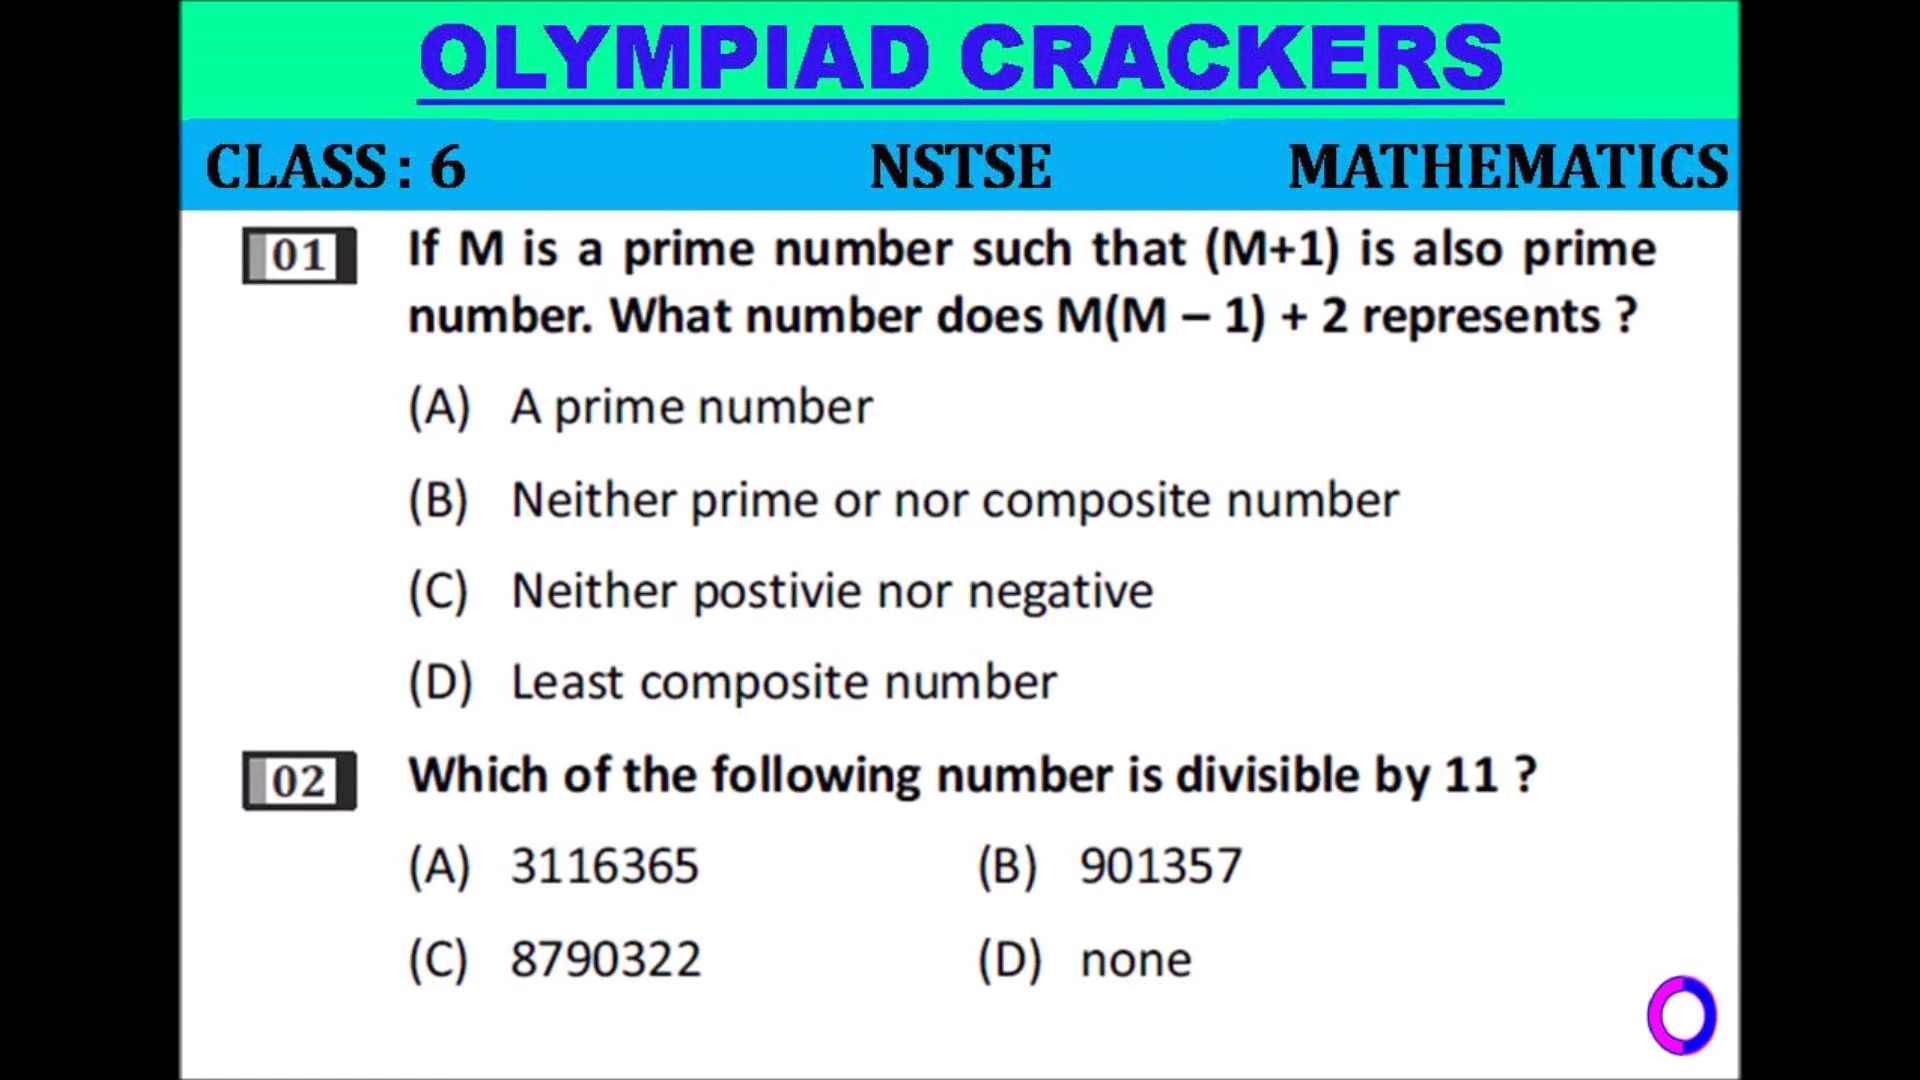 OLYMPIAD CRACKERS
CLASS : 6 NSTSE MATHEMATICS
01 If M is a prime number such that (M+1) is also prime
number. What number does M(M – 1) + 2 represents ?
(A) A prime number
(B) Neither prime or nor composite number
(C) Neither postivie nor negative
(D) Least composite number
02 Which of the following number is divisible by 11 ?
(A) 3116365 (B) 901357
(C) 8790322 (D) none